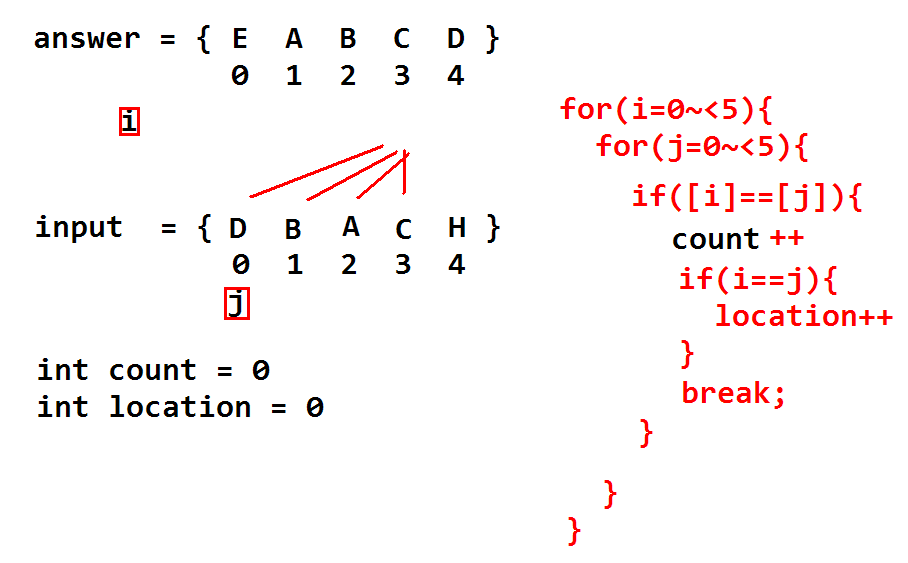 answer = { E A B C D }
0 1 2 3 4
i
input = { D B A C H }
0 1 2 3 4
j
int count = 0
int location = 0
for(i=0~<5){
for(j=0~<5){
if([i]==[j]){
count ++
if(i==j){
location++
}
break;
}
}
}